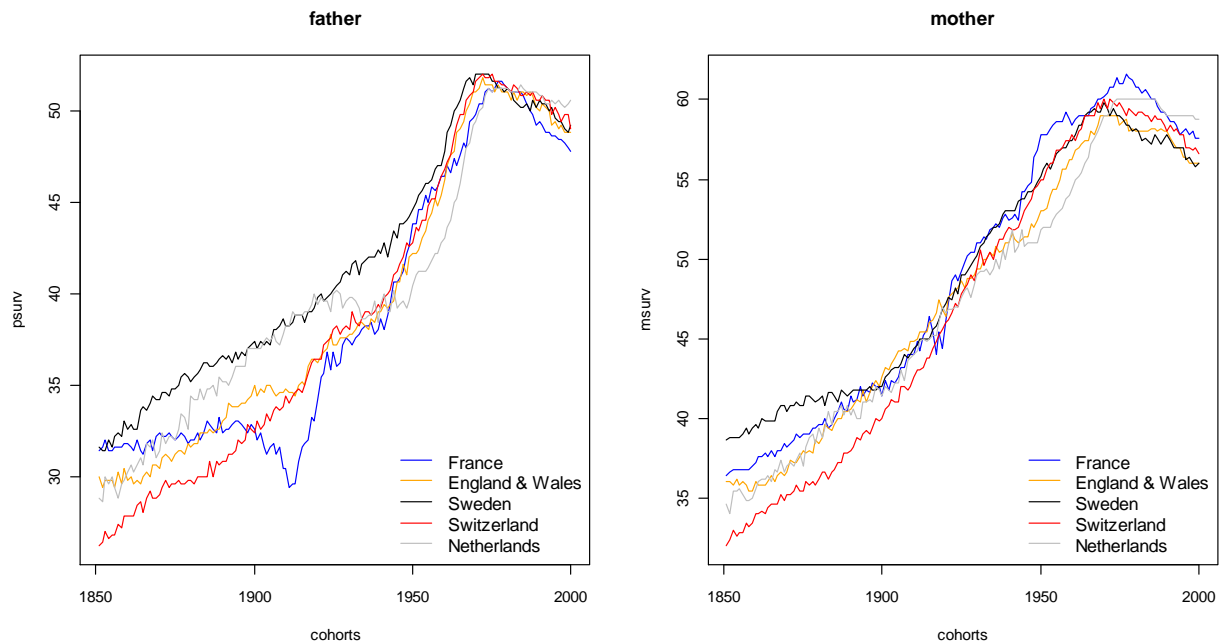 father
psurv
50
45
40
35
30
France
England & Wales
Sweden
Switzerland
Netherlands
1850
1900
1950
2000
cohorts
mother
msurv
60
55
50
45
40
35
France
England & Wales
Sweden
Switzerland
Netherlands
1850
1900
1950
2000
cohorts